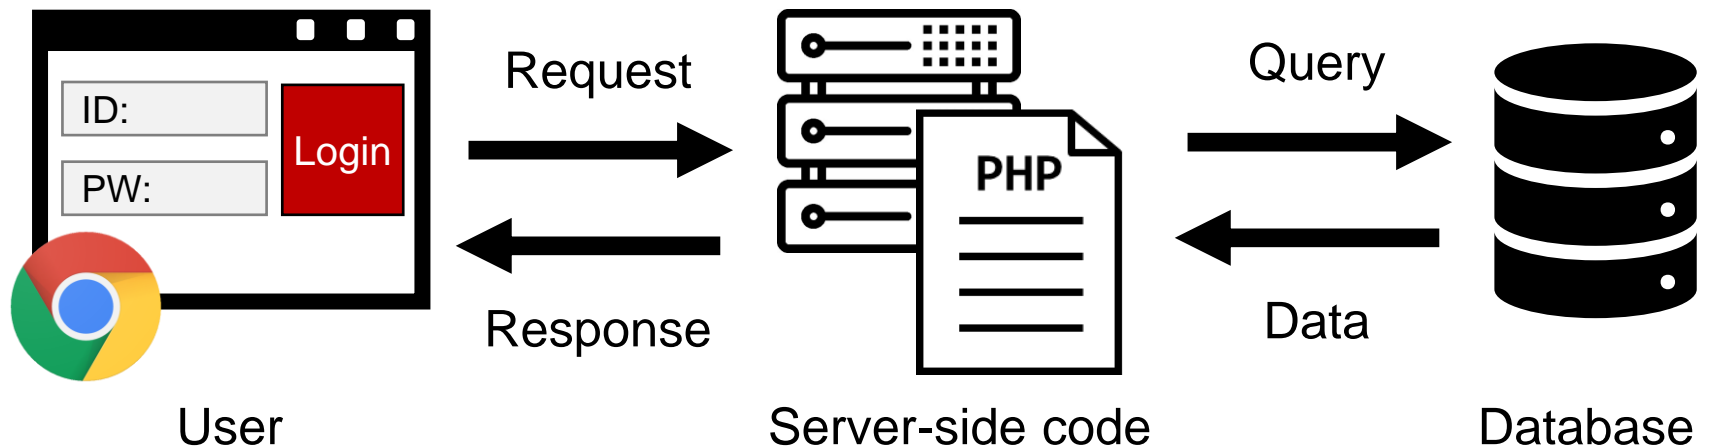 ID:
PW:
Login
Request
Response
PHP
Query
Data
User
Server-side code
Database